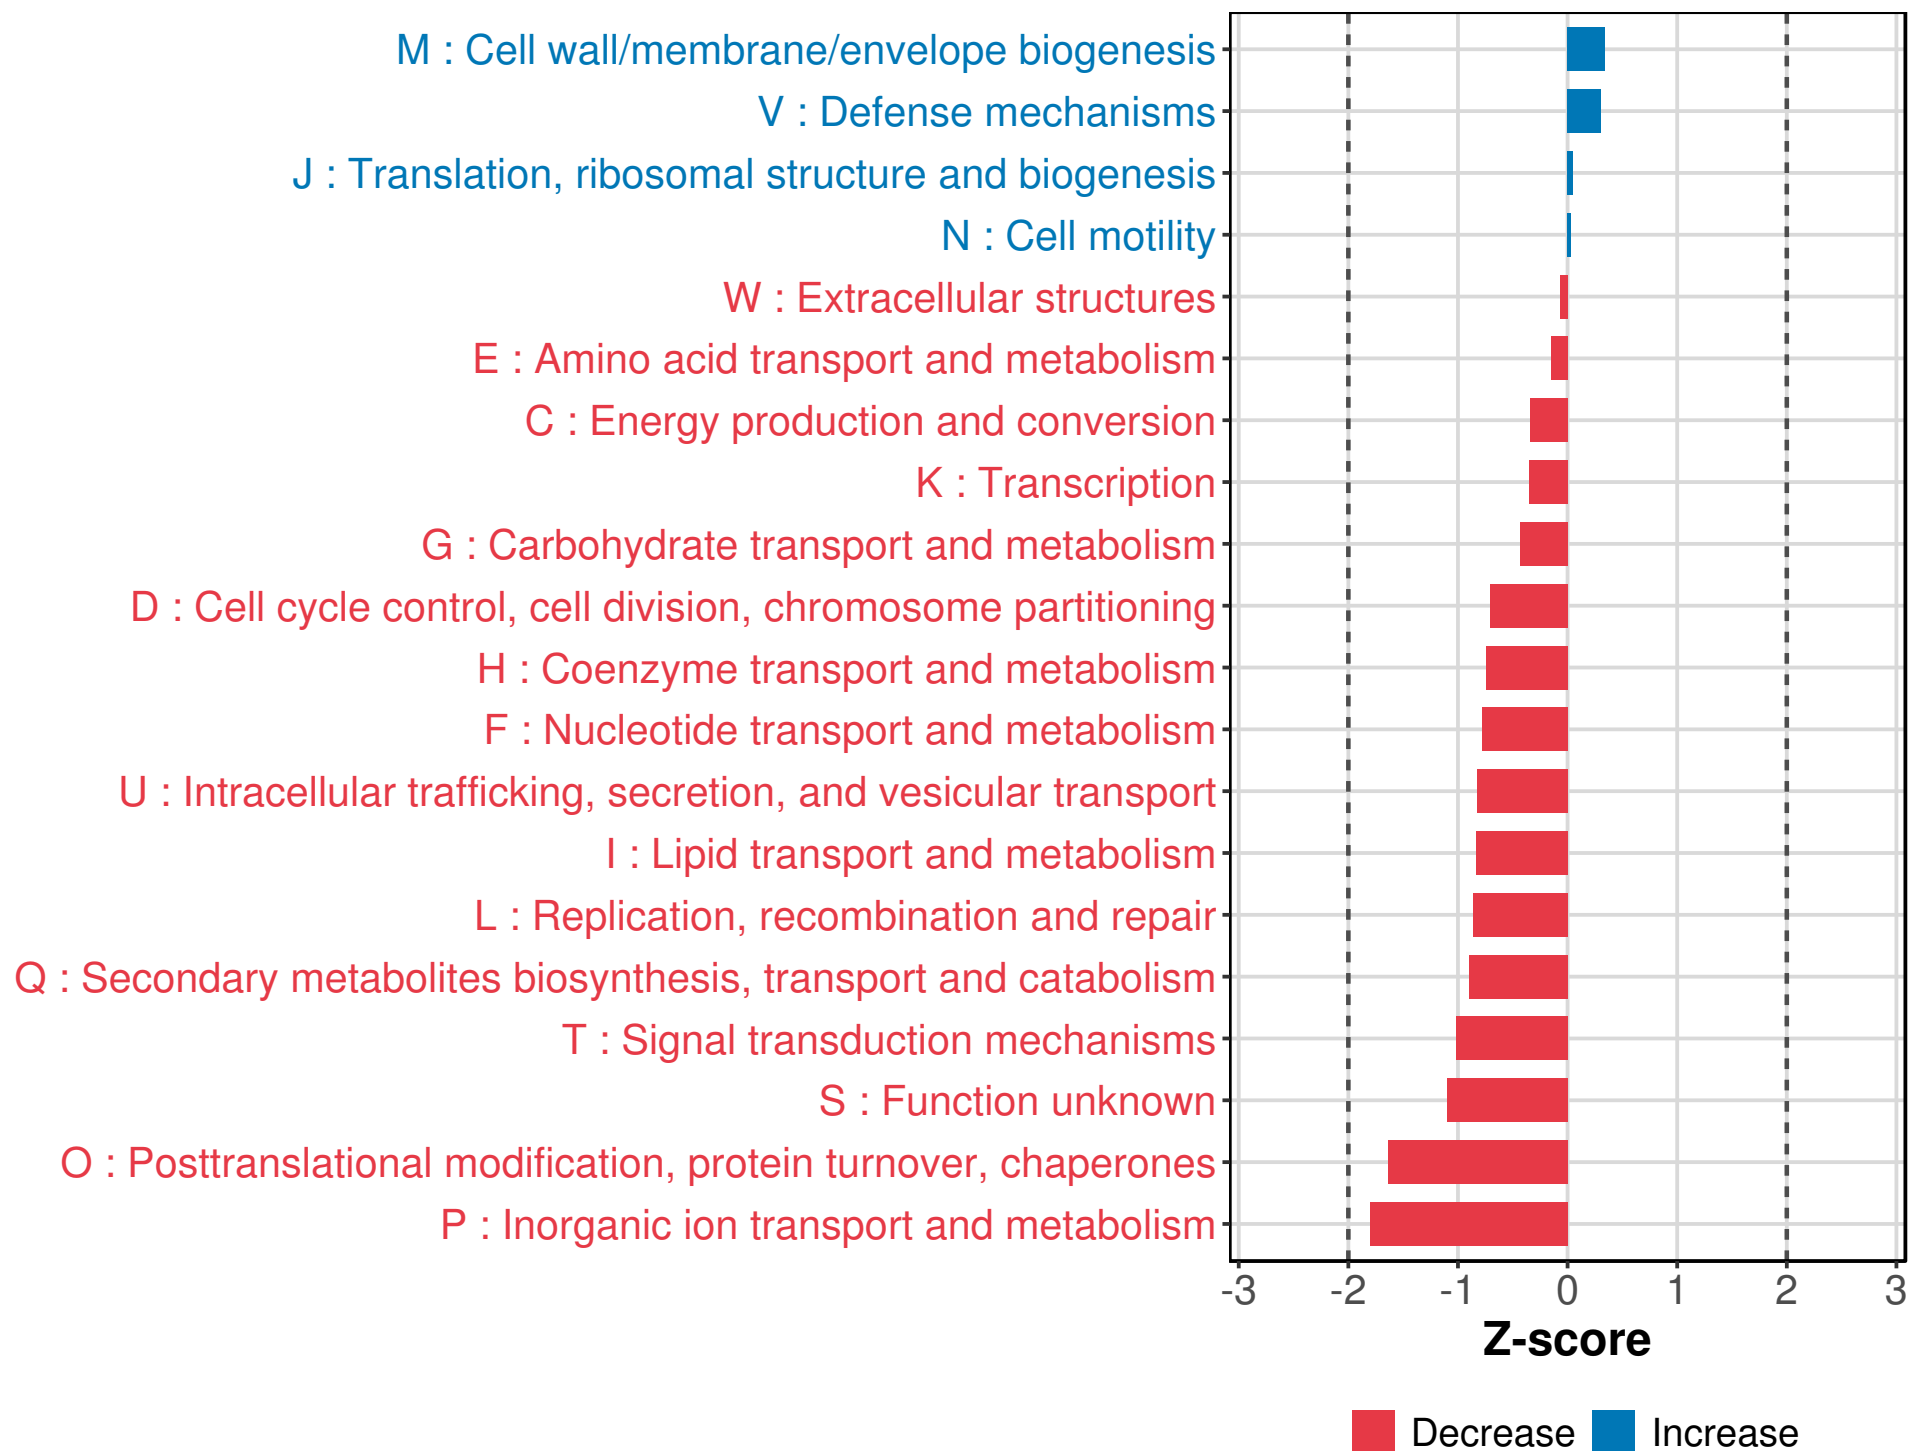 M : Cell wall/membrane/envelope biogenesis
V : Defense mechanisms
J : Translation, ribosomal structure and biogenesis
N : Cell motility
W : Extracellular structures
E : Amino acid transport and metabolism
C : Energy production and conversion
K : Transcription
G : Carbohydrate transport and metabolism
D : Cell cycle control, cell division, chromosome partitioning
H : Coenzyme transport and metabolism
F : Nucleotide transport and metabolism
U : Intracellular trafficking, secretion, and vesicular transport
I : Lipid transport and metabolism
L : Replication, recombination and repair
Q : Secondary metabolites biosynthesis, transport and catabolism
T : Signal transduction mechanisms
S : Function unknown
O : Posttranslational modification, protein turnover, chaperones
P : Inorganic ion transport and metabolism
-3 -2 -1 0 1 2 3
Z-score
Decrease Increase